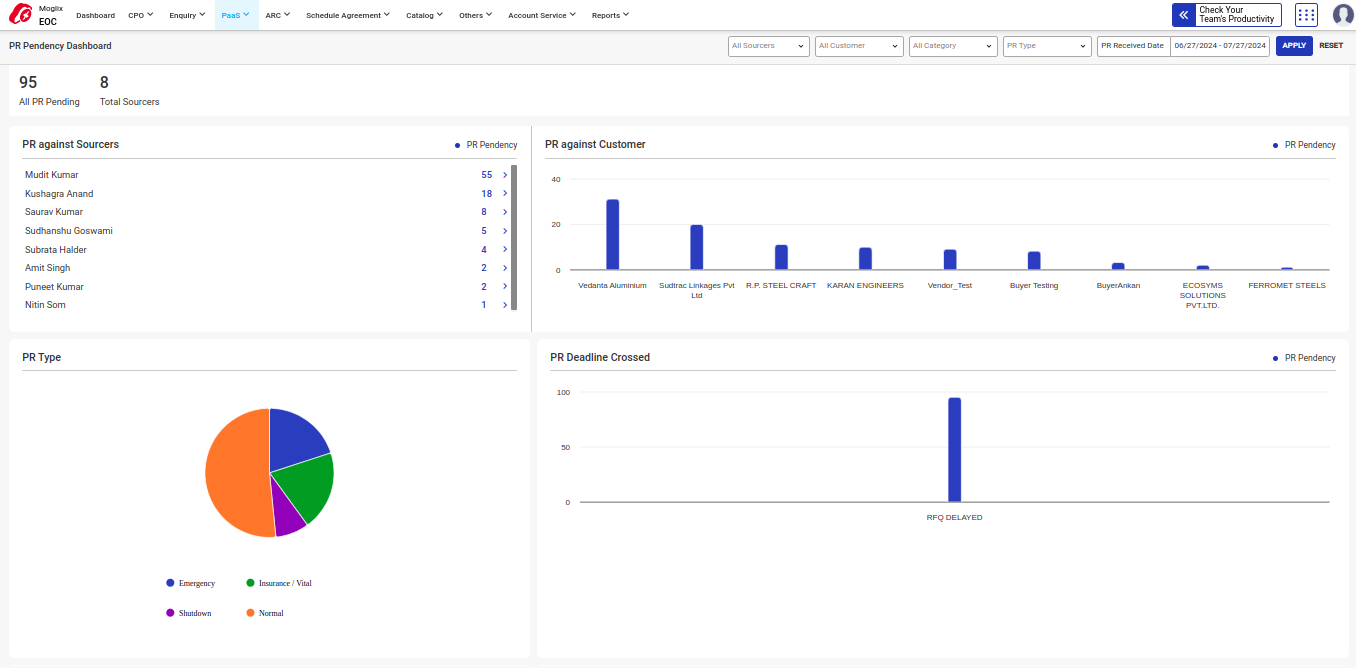 Moglix
EOC
Dashboard
CPO
Enquiry
PaaS
ARC
Schedule Agreement
Catalog
Others
Account Service
Reports
Check Your
Team's Productivity
PR Pendency Dashboard
All Sourcers
All Customer
All Category
PR Type
PR Received Date
06/27/2024 - 07/27/2024
APPLY
RESET
95
All PR Pending
8
Total Sourcers
PR against Sourcers
PR Pendency
Mudit Kumar 55
Kushagra Anand 18
Saurav Kumar 8
Sudhanshu Goswami 5
Subrata Halder 4
Amit Singh 2
Puneet Kumar 2
Nitin Som 1
PR against Customer
PR Pendency
40
20
0
Vedanta Aluminium
Sudtrac Linkages Pvt
Ltd
R.P. STEEL CRAFT
KARAN ENGINEERS
Vendor_Test
Buyer Testing
BuyerAnkan
ECOSYMS
SOLUTIONS
PVT.LTD.
FERROMET STEELS
PR Type
Emergency
Insurance / Vital
Shutdown
Normal
PR Deadline Crossed
PR Pendency
100
50
0
RFQ DELAYED